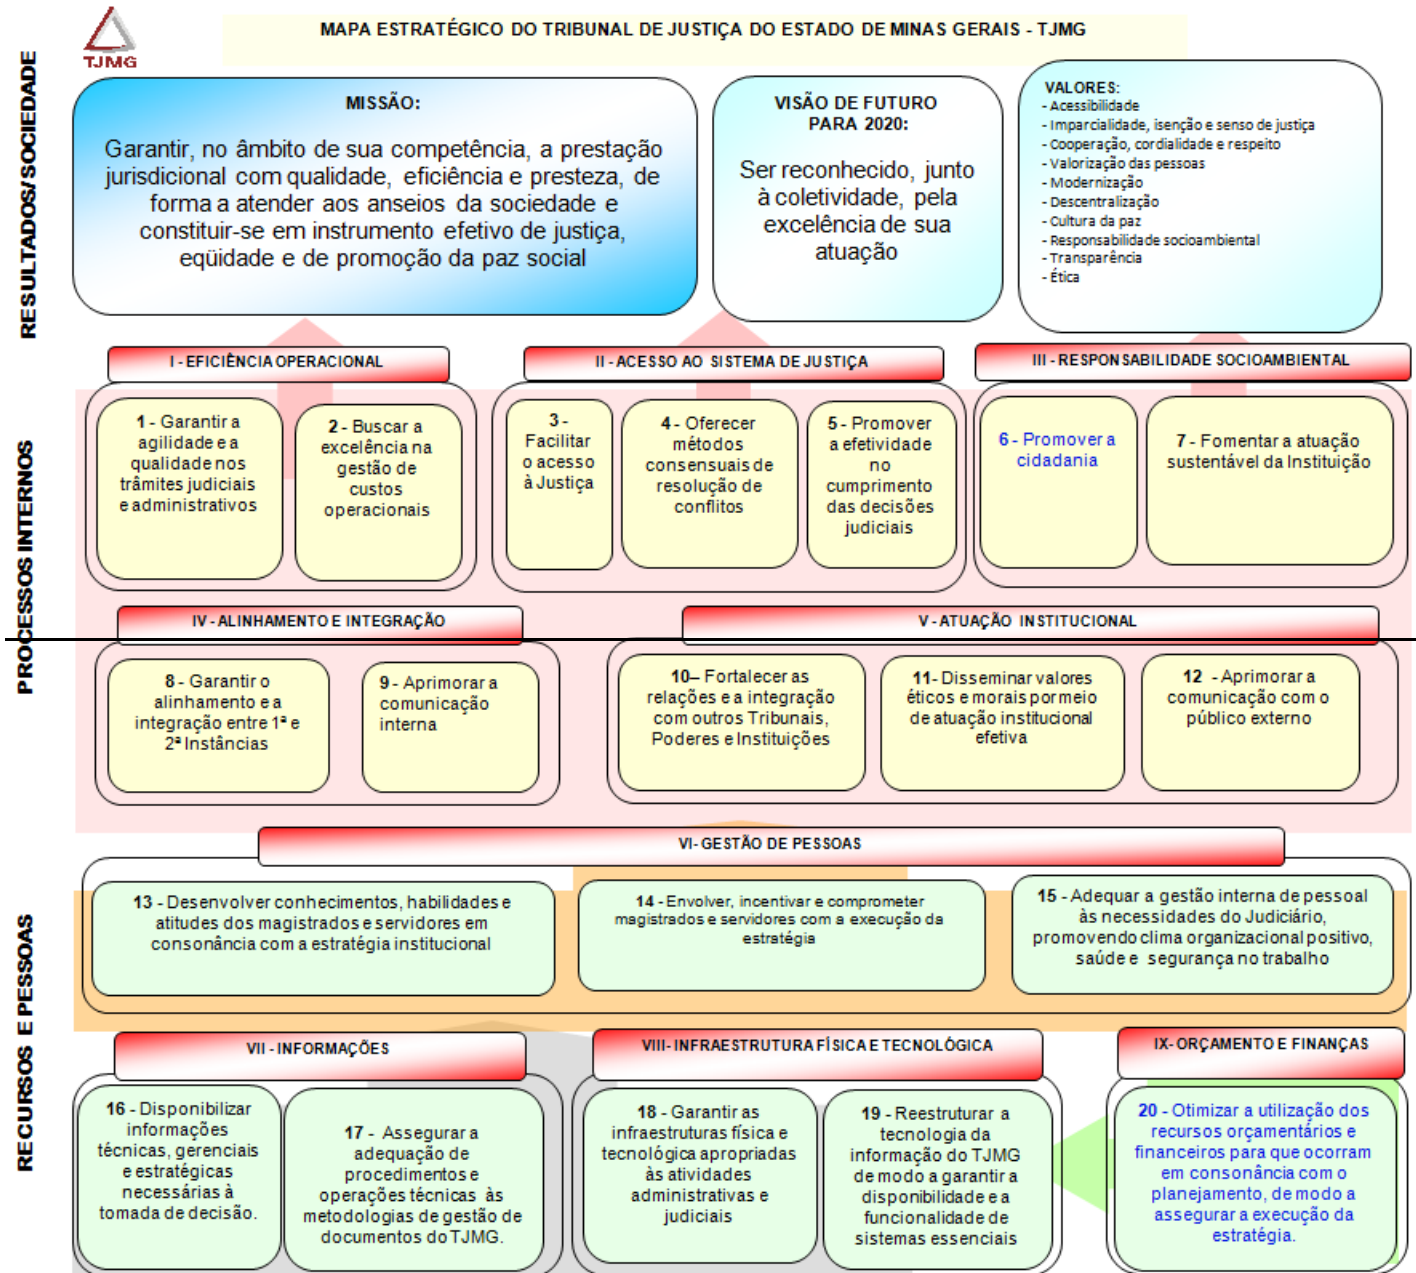 TJMG
MAPA ESTRATÉGICO DO TRIBUNAL DE JUSTIÇA DO ESTADO DE MINAS GERAIS - TJMG
RESULTADOS/SOCIEDADE
MISSÃO:
Garantir, no âmbito de sua competência, a prestação
jurisdicional com qualidade, eficiência e presteza, de
forma a atender aos anseios da sociedade e
constituir-se em instrumento efetivo de justiça,
eqüidade e de promoção da paz social
VISÃO DE FUTURO
PARA 2020:
Ser reconhecido, junto
à coletividade, pela
excelência de sua
atuação
VALORES:
- Acessibilidade
- Imparcialidade, isenção e senso de justiça
- Cooperação, cordialidade e respeito
- Valorização das pessoas
- Modernização
- Descentralização
- Cultura da paz
- Responsabilidade socioambiental
- Transparência
- Ética
PROCESSOS INTERNOS
I - EFICIÊNCIA OPERACIONAL
1 - Garantir a
agilidade e a
qualidade nos
trâmites judiciais
e administrativos
2 - Buscar a
excelência na
gestão de
custos
operacionais
II - ACESSO AO SISTEMA DE JUSTIÇA
3 -
Facilitar
o acesso
à Justiça
4 - Oferecer
métodos
consensuais de
resolução de
conflitos
5 - Promover
a efetividade
no
cumprimento
das decisões
judiciais
III - RESPONSABILIDADE SOCIOAMBIENTAL
6 - Promover a
cidadania
7 - Fomentar a atuação
sustentável da Instituição
IV - ALINHAMENTO E INTEGRAÇÃO
8 - Garantir o
alinhamento e a
integração entre 1ª e
2ª Instâncias
9 - Aprimorar a
comunicação
interna
V - ATUAÇÃO INSTITUCIONAL
10– Fortalecer as
relações e a integração
com outros Tribunais,
Poderes e Instituições
11- Disseminar valores
éticos e morais por meio
de atuação institucional
efetiva
12 - Aprimorar a
comunicação com o
público externo
RECURSOS E PESSOAS
VI- GESTÃO DE PESSOAS
13 - Desenvolver conhecimentos, habilidades e
atitudes dos magistrados e servidores em
consonância com a estratégia institucional
14 - Envolver, incentivar e comprometer
magistrados e servidores com a execução da
estratégia
15 - Adequar a gestão interna de pessoal
às necessidades do Judiciário,
promovendo clima organizacional positivo,
saúde e segurança no trabalho
VII - INFORMAÇÕES
16 - Disponibilizar
informações
técnicas, gerenciais
e estratégicas
necessárias à
tomada de decisão.
17 - Assegurar a
adequação de
procedimentos e
operações técnicas às
metodologias de gestão de
documentos do TJMG.
VIII- INFRAESTRUTURA FÍSICA E TECNOLÓGICA
18 - Garantir as
infraestruturas física e
tecnológica apropriadas
às atividades
administrativas e
judiciais
19 - Reestruturar a
tecnologia da
informação do TJMG
de modo a garantir a
disponibilidade e a
funcionalidade de
sistemas essenciais
IX- ORÇAMENTO E FINANÇAS
20 - Otimizar a utilização dos
recursos orçamentários e
financeiros para que ocorram
em consonância com o
planejamento, de modo a
assegurar a execução da
estratégia.